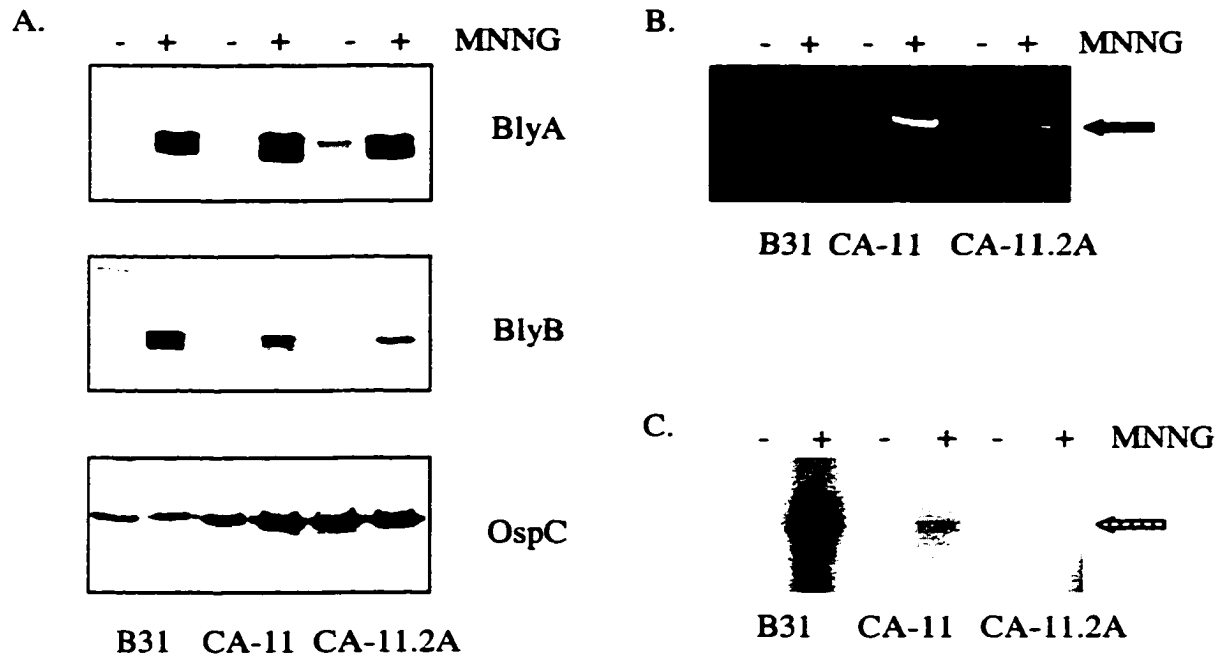 A.
- + - + - + MNNG
BlyA
BlyB
OspC
B31 CA-11 CA-11.2A
B.
- + - + - + MNNG
B31 CA-11 CA-11.2A
C.
- + - + - + MNNG
B31 CA-11 CA-11.2A